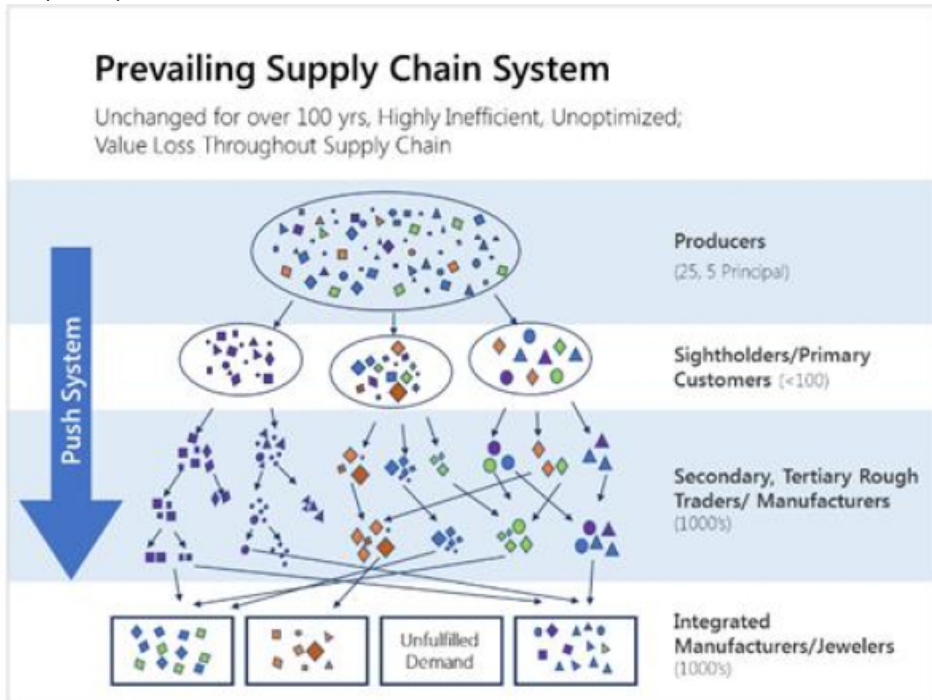 Prevailing Supply Chain System
Unchanged for over 100 yrs, Highly Inefficient, Unoptimized;
Value Loss Throughout Supply Chain
Producers
(25, 5 Principal)
Push System
Sightholders/Primary
Customers (<100)
Secondary, Tertiary Rough
Traders/ Manufacturers
(1000's)
Unfulfilled
Demand
Integrated
Manufacturers/Jewelers
(1000's)